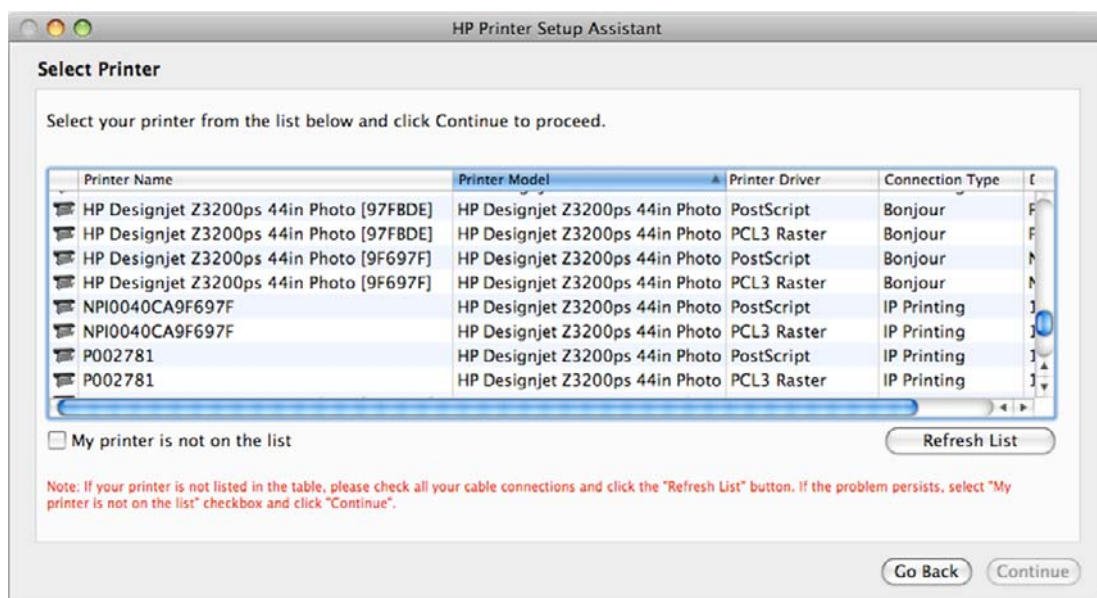 HP Printer Setup Assistant
Select Printer
Select your printer from the list below and click Continue to proceed.
Printer Name Printer Model Printer Driver Connection Type
HP Designjet Z3200ps 44in Photo [97FBDE] HP Designjet Z3200ps 44in Photo PostScript Bonjour
HP Designjet Z3200ps 44in Photo [97FBDE] HP Designjet Z3200ps 44in Photo PCL3 Raster Bonjour
HP Designjet Z3200ps 44in Photo [9F697F] HP Designjet Z3200ps 44in Photo PostScript Bonjour
HP Designjet Z3200ps 44in Photo [9F697F] HP Designjet Z3200ps 44in Photo PCL3 Raster Bonjour
NPI0040CA9F697F HP Designjet Z3200ps 44in Photo PostScript IP Printing
NPI0040CA9F697F HP Designjet Z3200ps 44in Photo PCL3 Raster IP Printing
P002781 HP Designjet Z3200ps 44in Photo PostScript IP Printing
P002781 HP Designjet Z3200ps 44in Photo PCL3 Raster IP Printing
My printer is not on the list Refresh List
Note: If your printer is not listed in the table, please check all your cable connections and click the "Refresh List" button. If the problem persists, select "My
printer is not on the list" checkbox and click "Continue".
Go Back Continue